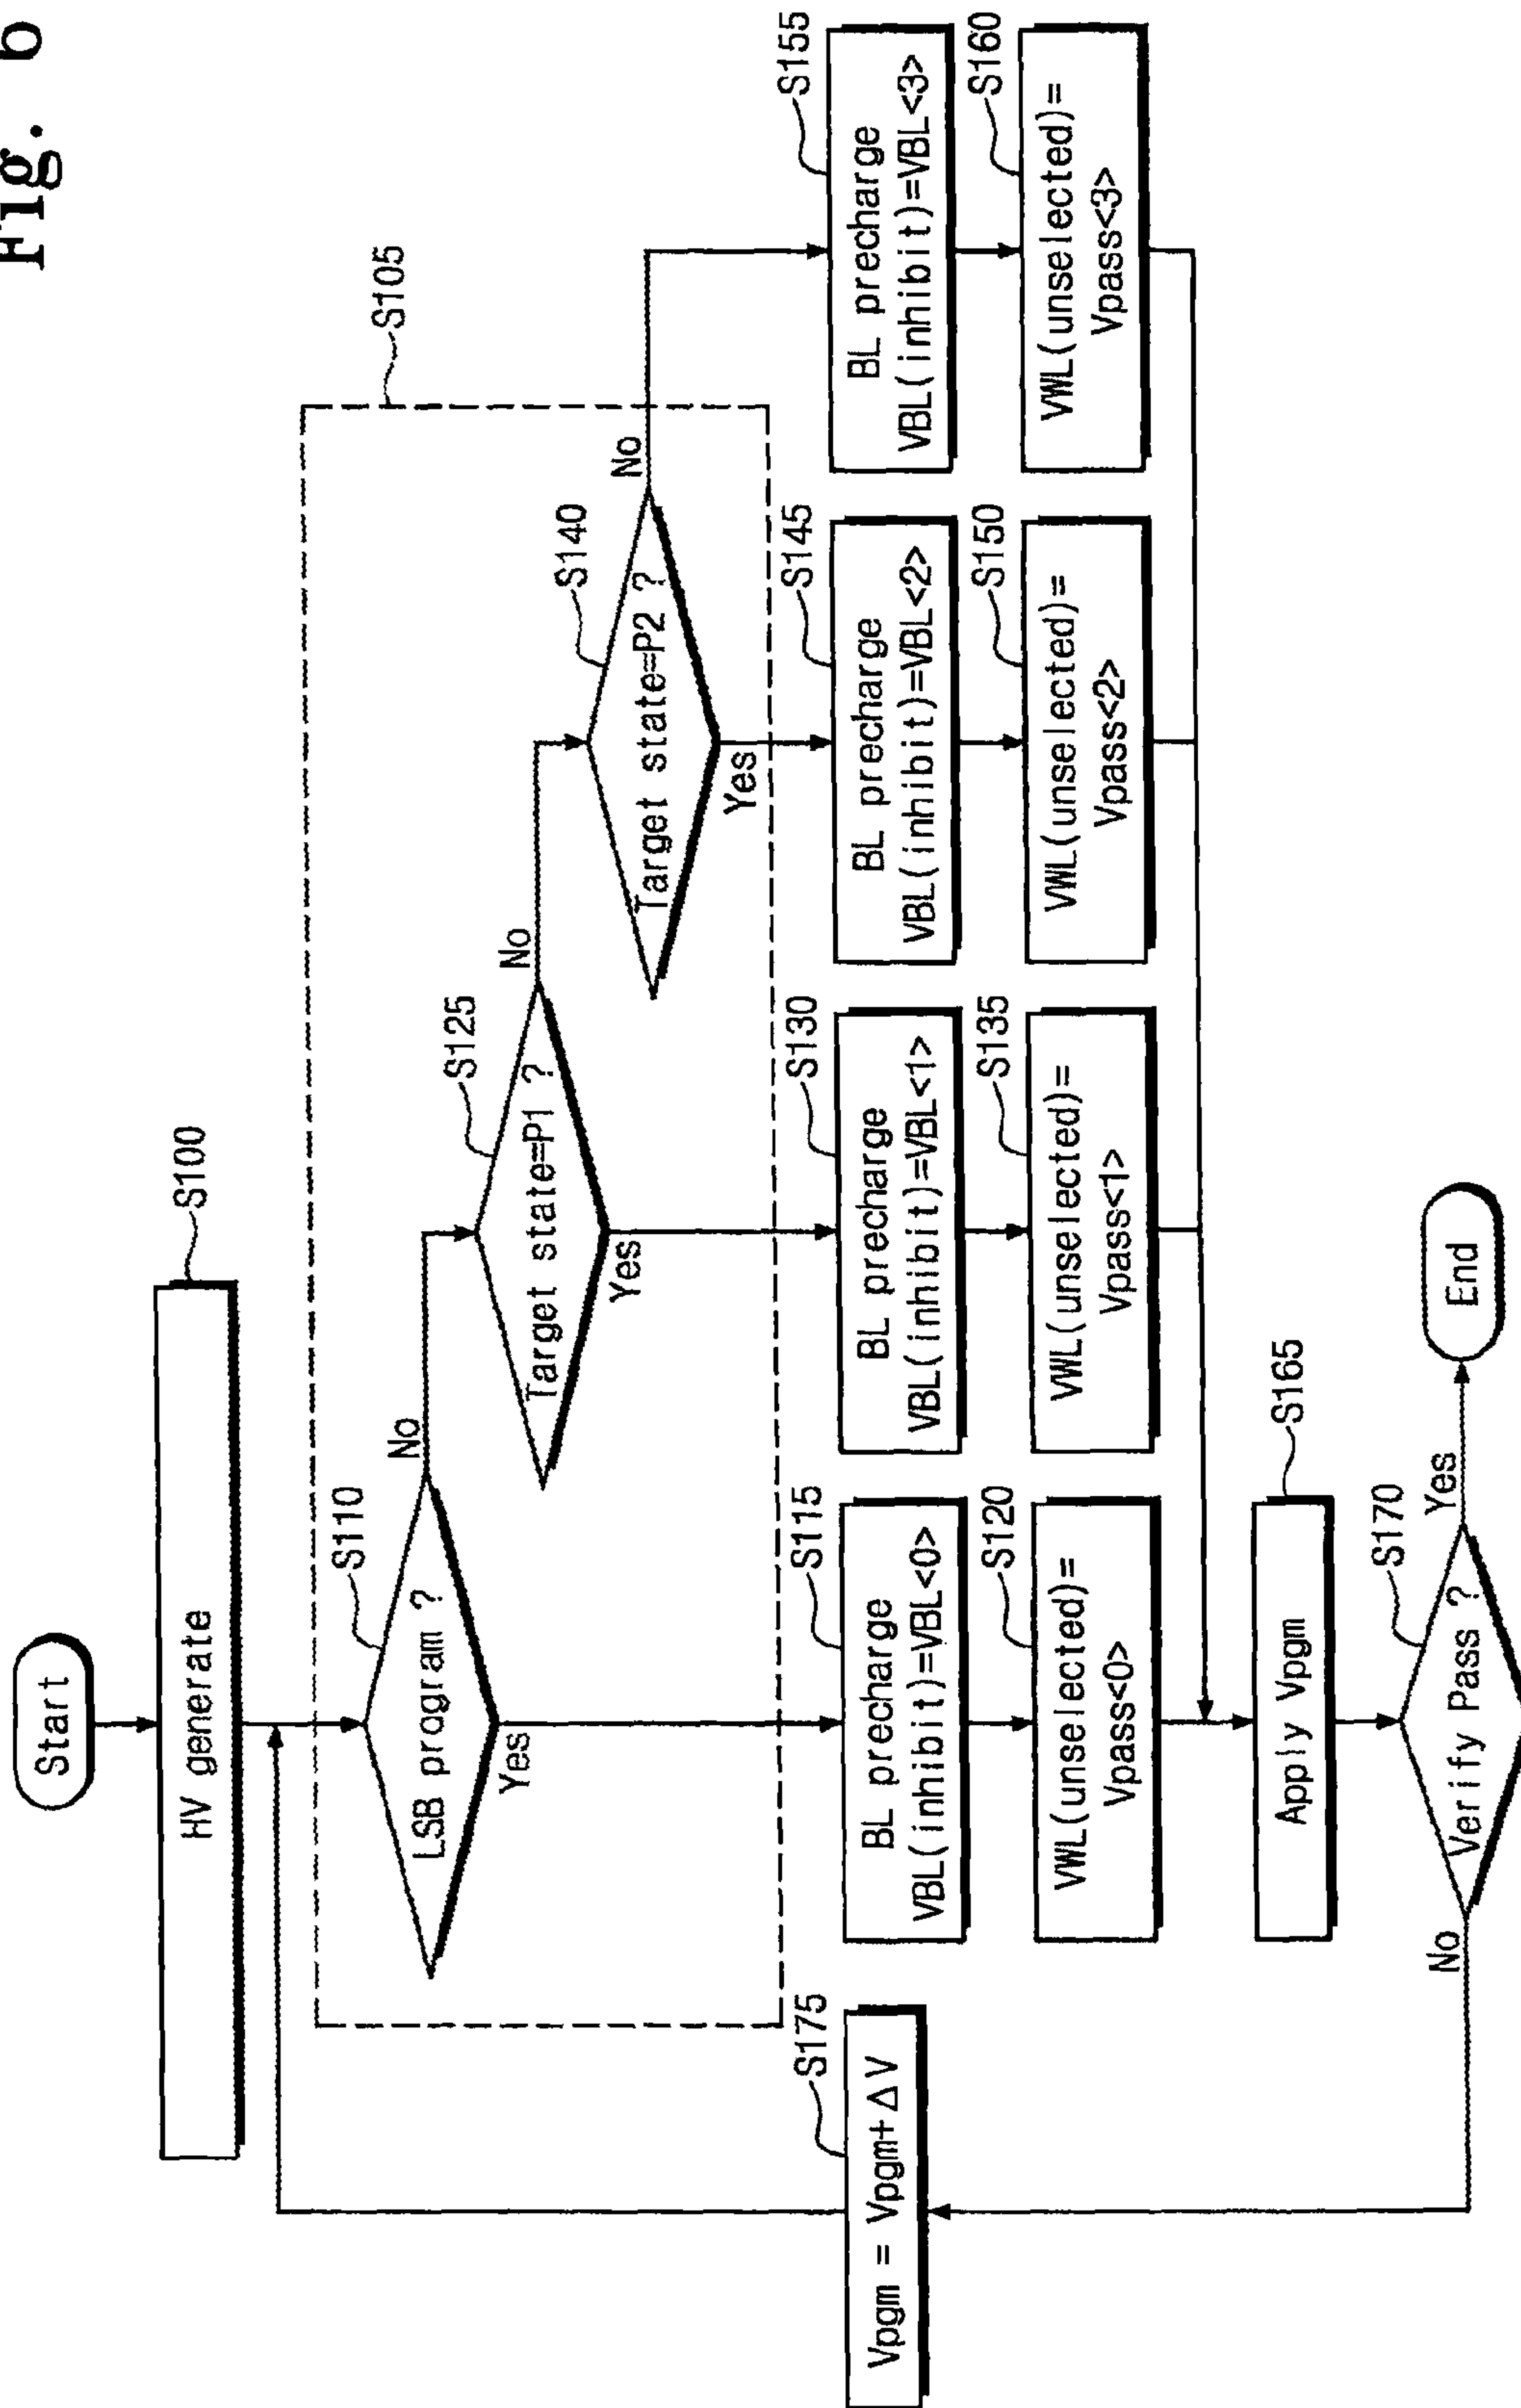 Fig. 6
Start
HV generate
S100
S105
LSB program ?
S110
No
Yes
Target state=P1 ?
S125
No
Yes
Target state=P2 ?
S140
No
Yes
BL precharge
VBL(inhibit)=VBL<0>
S115
BL precharge
VBL(inhibit)=VBL<1>
S130
BL precharge
VBL(inhibit)=VBL<2>
S145
BL precharge
VBL(inhibit)=VBL<3>
S155
VWL(unselected)=
Vpass<0>
S120
VWL(unselected)=
Vpass<1>
S135
VWL(unselected)=
Vpass<2>
S150
VWL(unselected)=
Vpass<3>
S160
Vpgm = Vpgm+ΔV
S175
Apply Vpgm
S165
Verify Pass ?
S170
No
Yes
End